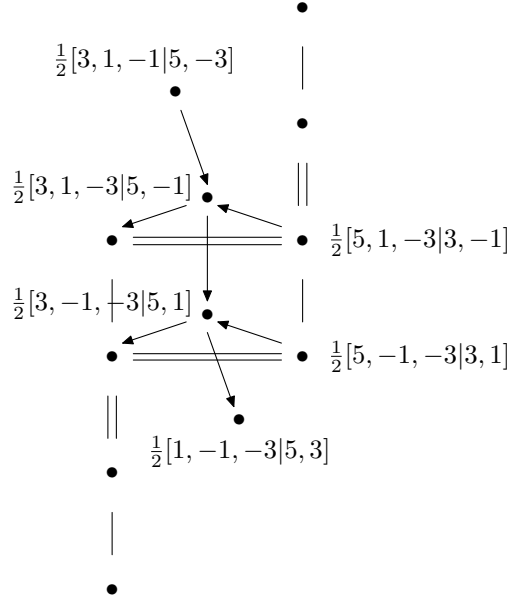 ½[3, 1, −1|5, −3]
½[3, 1, −3|5, −1]
½[5, 1, −3|3, −1]
½[3, −1, −3|5, 1]
½[5, −1, −3|3, 1]
½[1, −1, −3|5, 3]